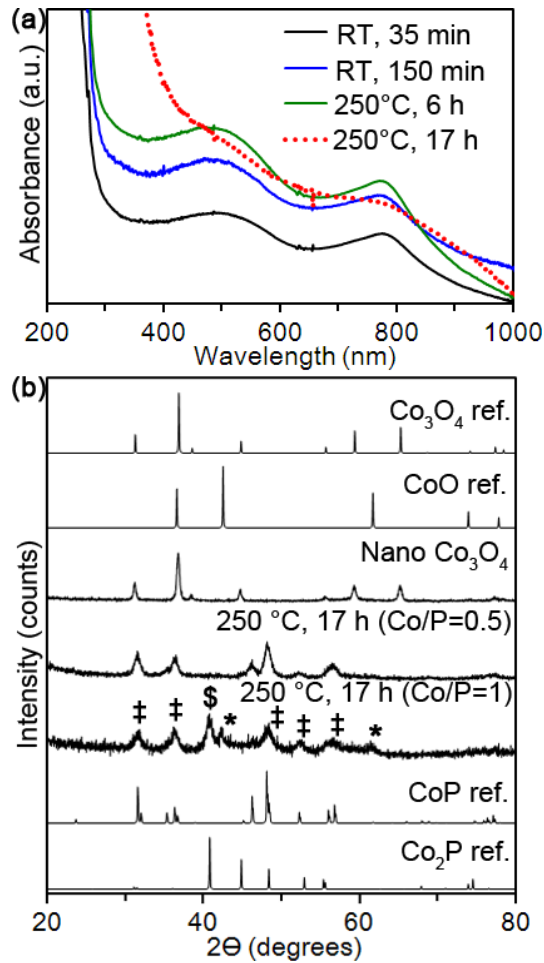 (a)
RT, 35 min
RT, 150 min
250°C, 6 h
250°C, 17 h
Absorbance (a.u.)
200 400 600 800 1000
Wavelength (nm)
(b)
Co₃O₄ ref.
CoO ref.
Nano Co₃O₄
250 °C, 17 h (Co/P=0.5)
250 °C, 17 h (Co/P=1)
‡ ‡ $ * ‡ ‡ ‡ *
CoP ref.
Co₂P ref.
Intensity (counts)
20 40 60 80
2Θ (degrees)